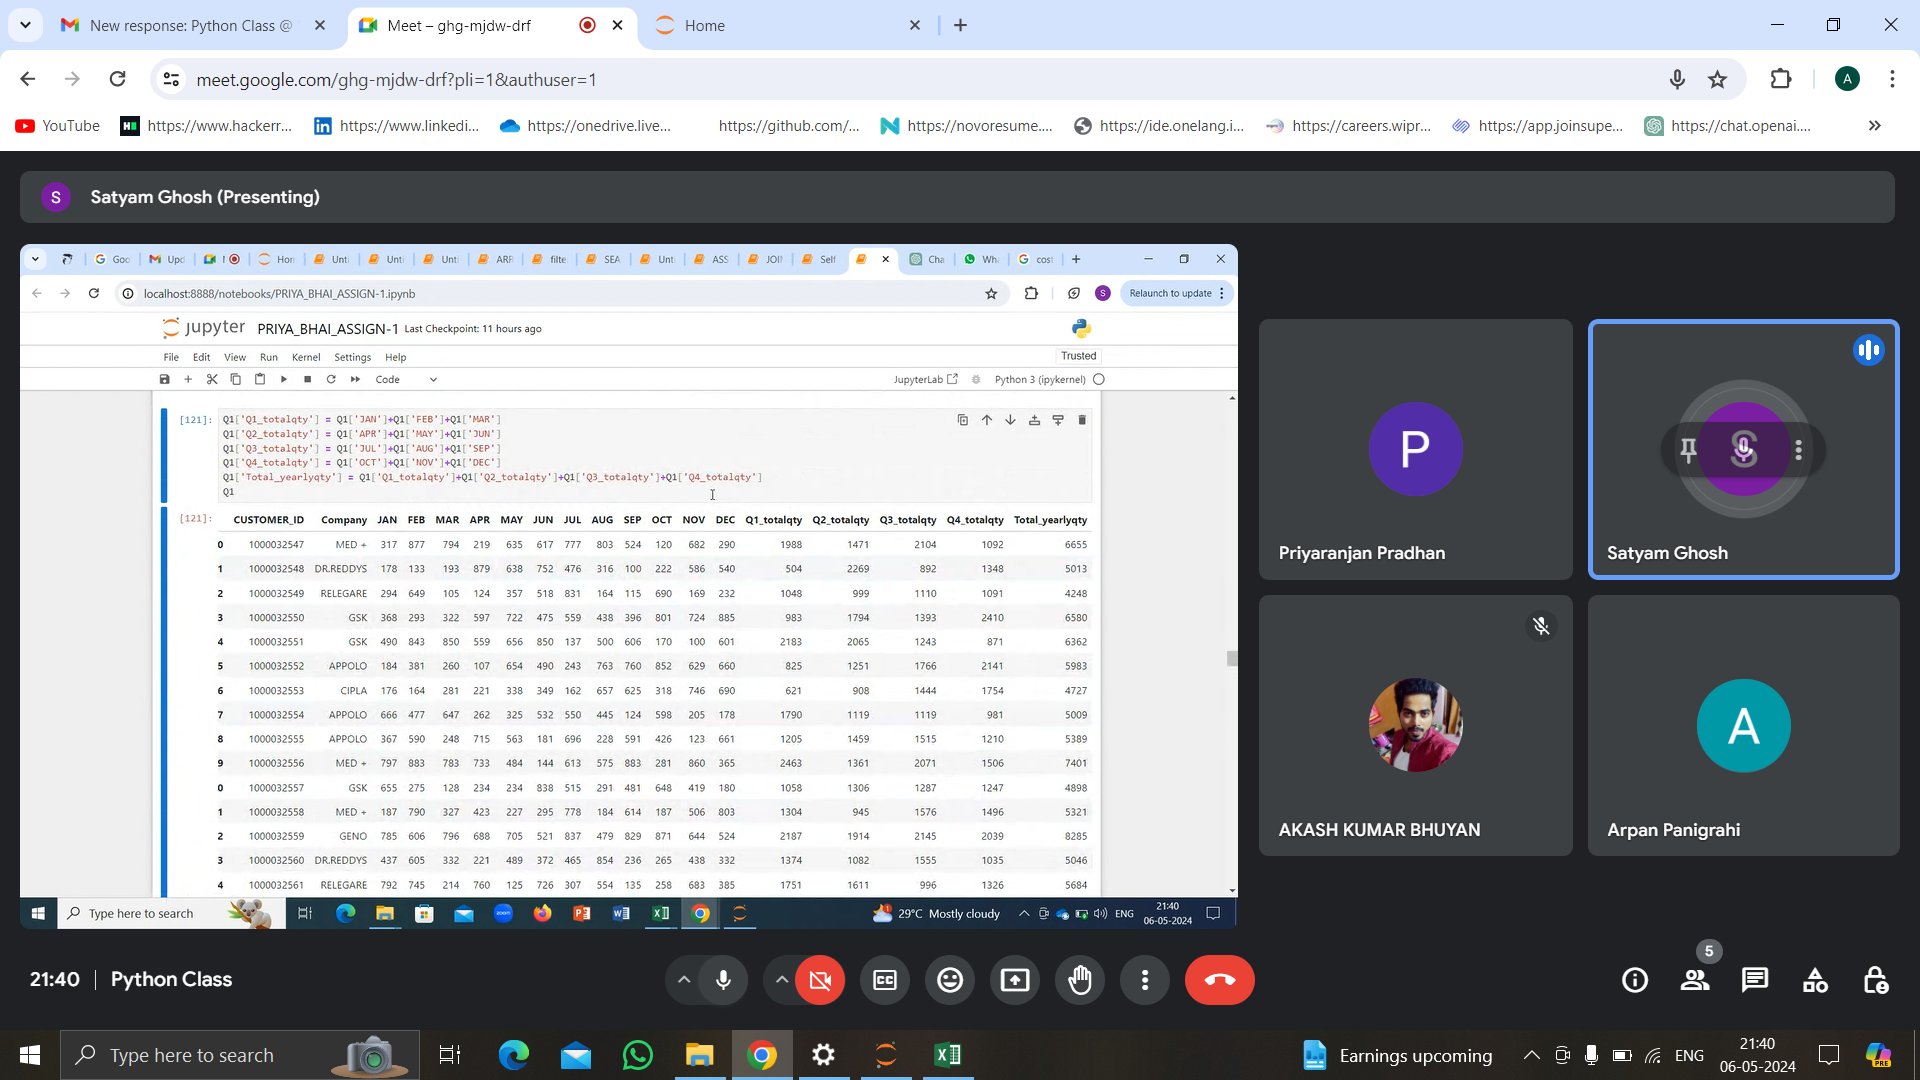 New response: Python Class @
Meet – ghg-mjdw-drf
Home
meet.google.com/ghg-mjdw-drf?pli=1&authuser=1
A
YouTube
https://www.hackerr...
https://www.linkedi...
https://onedrive.live...
https://github.com/...
https://novoresume....
https://ide.onelang.i...
https://careers.wipr...
https://app.joinsupe...
https://chat.openai....
S Satyam Ghosh (Presenting)
Goo
Upd
Hon
Unti
Unti
Unti
ARR
filte
SEA
Unti
ASS
JOI
Self
Cha
Wha
cost
localhost:8888/notebooks/PRIYA_BHAI_ASSIGN-1.ipynb
S
Relaunch to update
jupyter PRIYA_BHAI_ASSIGN-1 Last Checkpoint: 11 hours ago
File Edit View Run Kernel Settings Help
Trusted
Code
JupyterLab
Python 3 (ipykernel)
[121]: Q1['Q1_totalqty'] = Q1['JAN']+Q1['FEB']+Q1['MAR']
Q1['Q2_totalqty'] = Q1['APR']+Q1['MAY']+Q1['JUN']
Q1['Q3_totalqty'] = Q1['JUL']+Q1['AUG']+Q1['SEP']
Q1['Q4_totalqty'] = Q1['OCT']+Q1['NOV']+Q1['DEC']
Q1['Total_yearlyqty'] = Q1['Q1_totalqty']+Q1['Q2_totalqty']+Q1['Q3_totalqty']+Q1['Q4_totalqty']
Q1
[121]: CUSTOMER_ID Company JAN FEB MAR APR MAY JUN JUL AUG SEP OCT NOV DEC Q1_totalqty Q2_totalqty Q3_totalqty Q4_totalqty Total_yearlyqty
0 1000032547 MED + 317 877 794 219 635 617 777 803 524 120 682 290 1988 1471 2104 1092 6655
1 1000032548 DR.REDDYS 178 133 193 879 638 752 476 316 100 222 586 540 504 2269 892 1348 5013
2 1000032549 RELEGARE 294 649 105 124 357 518 831 164 115 690 169 232 1048 999 1110 1091 4248
3 1000032550 GSK 368 293 322 597 722 475 559 438 396 801 724 885 983 1794 1393 2410 6580
4 1000032551 GSK 490 843 850 559 656 850 137 500 606 170 100 601 2183 2065 1243 871 6362
5 1000032552 APPOLO 184 381 260 107 654 490 243 763 760 852 629 660 825 1251 1766 2141 5983
6 1000032553 CIPLA 176 164 281 221 338 349 162 657 625 318 746 690 621 908 1444 1754 4727
7 1000032554 APPOLO 666 477 647 262 325 532 550 445 124 598 205 178 1790 1119 1119 981 5009
8 1000032555 APPOLO 367 590 248 715 563 181 696 228 591 426 123 661 1205 1459 1515 1210 5389
9 1000032556 MED + 797 883 783 733 484 144 613 575 883 281 860 365 2463 1361 2071 1506 7401
0 1000032557 GSK 655 275 128 234 234 838 515 291 481 648 419 180 1058 1306 1287 1247 4898
1 1000032558 MED + 187 790 327 423 227 295 778 184 614 187 506 803 1304 945 1576 1496 5321
2 1000032559 GENO 785 606 796 688 705 521 837 479 829 871 644 524 2187 1914 2145 2039 8285
3 1000032560 DR.REDDYS 437 605 332 221 489 372 465 854 236 265 438 332 1374 1082 1555 1035 5046
4 1000032561 RELEGARE 792 745 214 760 125 726 307 554 135 258 683 385 1751 1611 996 1326 5684
Type here to search
29°C Mostly cloudy
ENG
21:40
06-05-2024
P
Priyaranjan Pradhan
S
Satyam Ghosh
AKASH KUMAR BHUYAN
A
Arpan Panigrahi
21:40 | Python Class
5
Type here to search
Earnings upcoming
ENG
21:40
06-05-2024
PRE